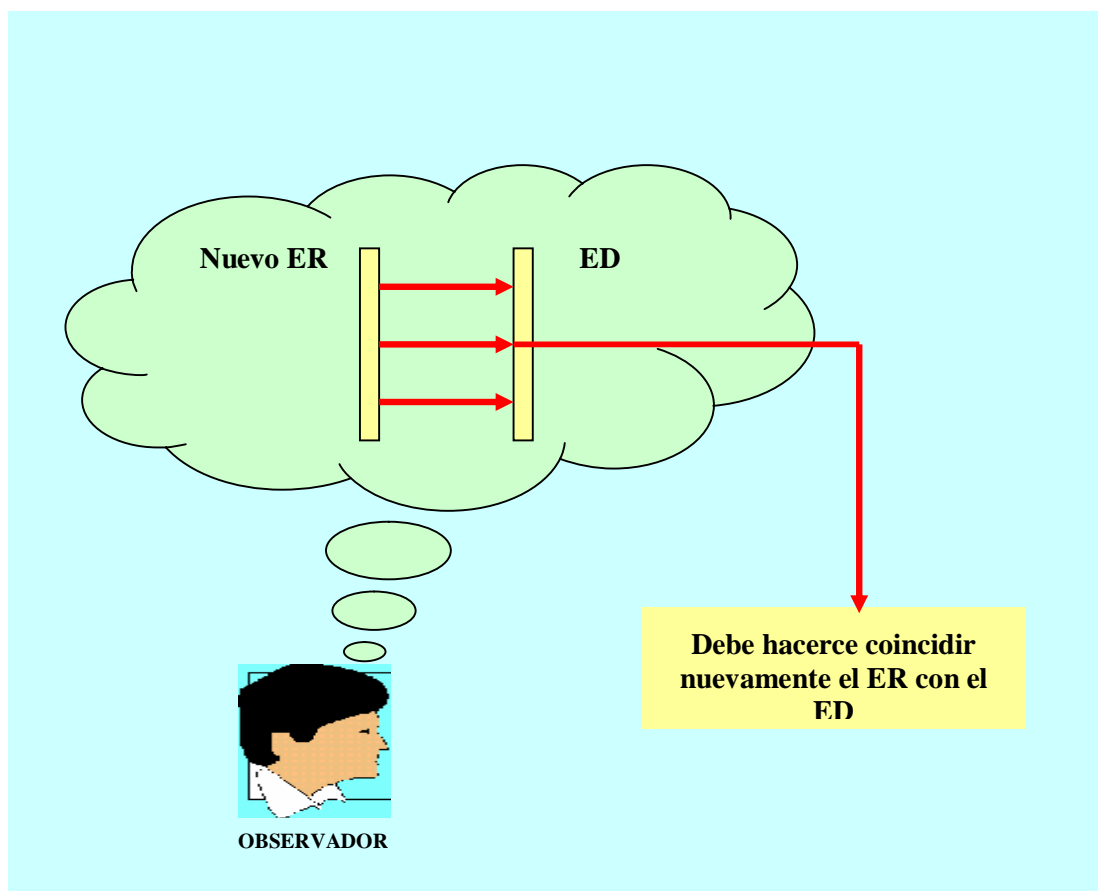 Nuevo ER
ED
Debe hacerce coincidir
nuevamente el ER con el
ED
OBSERVADOR